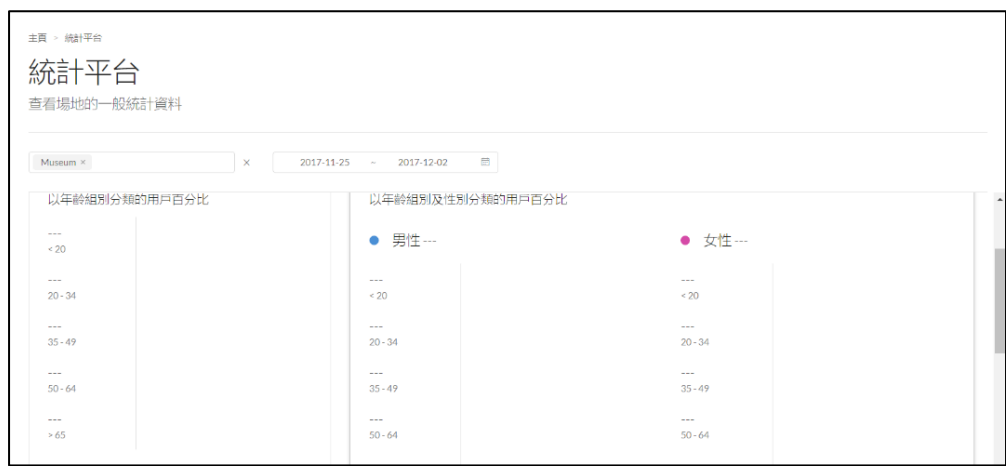 主頁 > 統計平台
統計平台
查看場地的一般統計資料
Museum × ×
2017-11-25 ~ 2017-12-02
以年齡組別分類的用戶百分比
---
< 20
---
20 - 34
---
35 - 49
---
50 - 64
---
> 65
以年齡組別及性別分類的用戶百分比
男性 ---
---
< 20
---
20 - 34
---
35 - 49
---
50 - 64
女性 ---
---
< 20
---
20 - 34
---
35 - 49
---
50 - 64